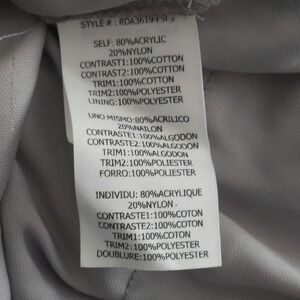 STYLE # RDA3619-F5F #
SELF: 80%ACRYLIC
20%NYLON
CONTRAST1:100%COTTON
CONTRAST2:100%COTTON
TRIM1:100%COTTON
TRIM2:100%POLYESTER
LINING:100%POLYESTER
UNO MISMO:80%ACRILICO
20%NAILON
CONTRASTE1:100%ALGODON
CONTRASTE2:100%ALGODON
TRIM1:100%ALGODON
TRIM2:100%POLIESTER
FORRO:100%POLIESTER
INDIVIDU: 80%ACRYLIQUE
20%NYLON
CONTRASTE1:100%COTON
CONTRASTE2:100%COTON
TRIM1:100%COTON
TRIM2:100%POLYESTER
DOUBLURE:100%POLYESTER